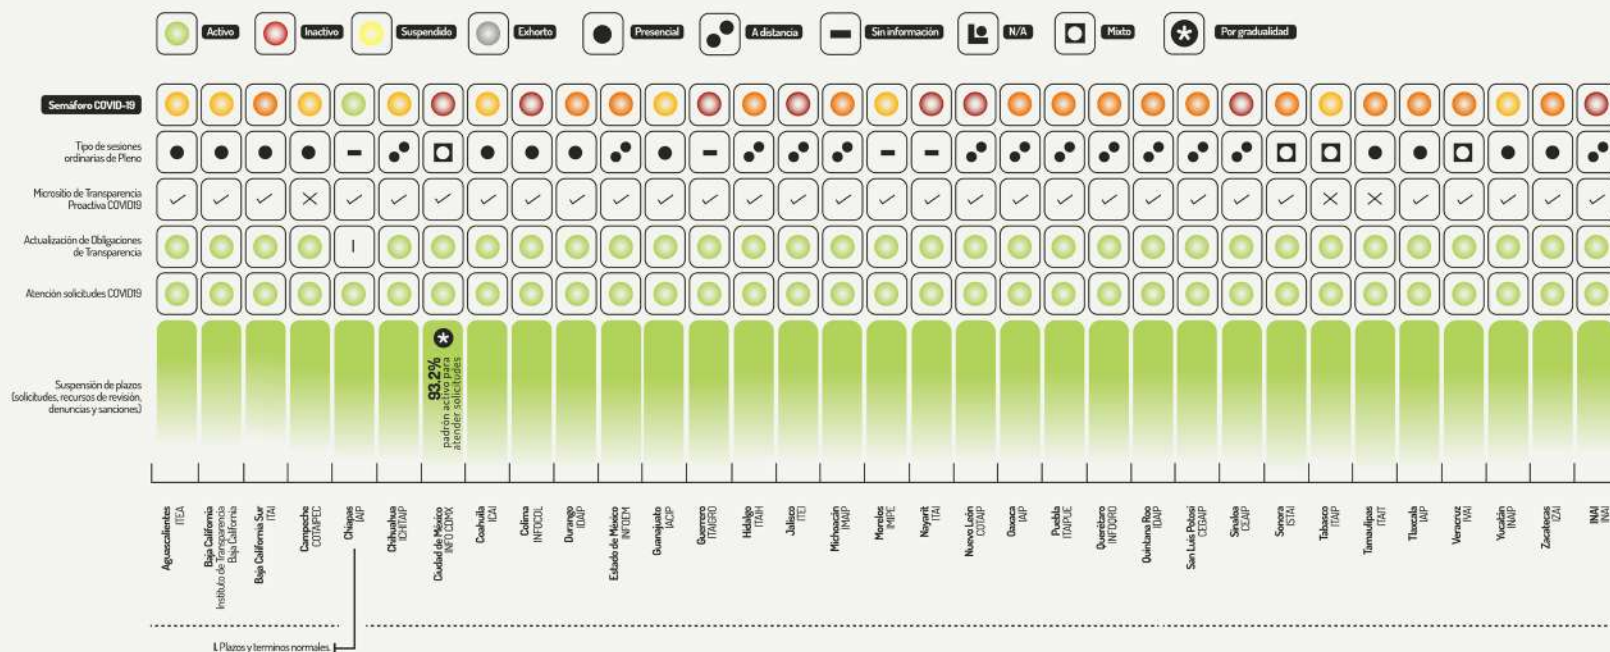 Activo
Inactivo
Suspendido
Exhorto
Presencial
A distancia
Sin información
N/A
Mixto
Por gradualidad
Semáforo COVID-19
Tipo de sesiones
ordinarias de Pleno
Micrositio de Transparencia
Proactiva COVID19
Actualización de Obligaciones
de Transparencia
Atención solicitudes COVID19
Suspensión de plazos
(solicitudes, recursos de revisión,
denuncias y sanciones)
93.2%
padrón activo para
atender solicitudes
Aguascalientes
ITEA
Baja California
Instituto de Transparencia
Baja California
Baja California Sur
ITAI
Campeche
COTAIPEC
Chiapas
IAIP
Chihuahua
ICHITAIP
Ciudad de México
INFO CDMX
Coahuila
ICAI
Colima
INFOCOL
Durango
IDAIP
Estado de México
INFOEM
Guanajuato
IACIP
Guerrero
ITAIGRO
Hidalgo
ITAIH
Jalisco
ITEI
Michoacán
IMAIP
Morelos
IMIPE
Nayarit
ITAI
Nuevo León
COTAIP
Oaxaca
IAIP
Puebla
ITAIPUE
Querétaro
INFOQRO
Quintana Roo
IDAIP
San Luis Potosí
CEGAIP
Sinaloa
CEAIP
Sonora
ISTAI
Tabasco
ITAIP
Tamaulipas
ITAIT
Tlaxcala
IAIP
Veracruz
IVAI
Yucatán
INAIP
Zacatecas
IZAI
INAI
INAI
I. Plazos y terminos normales.